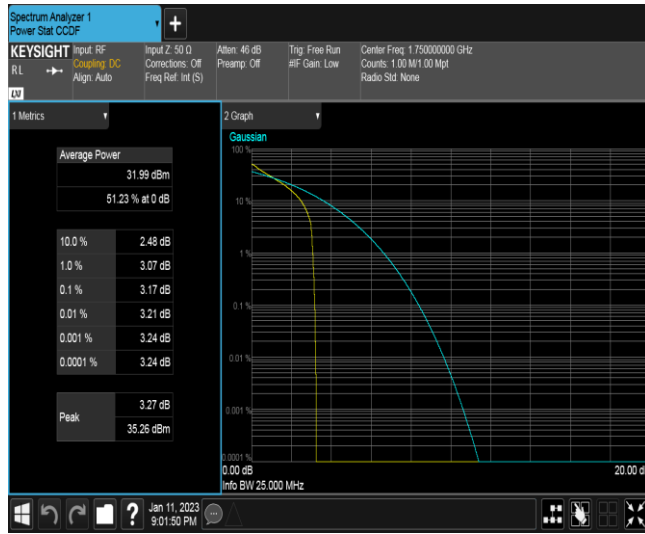 Spectrum Analyzer 1
Power Stat CCDF
+
KEYSIGHT
RL
LXI
Input: RF
Coupling: DC
Align: Auto
Input Z: 50 Ω
Corrections: Off
Freq Ref: Int (S)
Atten: 46 dB
Preamp: Off
Trig: Free Run
#IF Gain: Low
Center Freq: 1.750000000 GHz
Counts: 1.00 M/1.00 Mpt
Radio Std: None
1 Metrics
Average Power
31.99 dBm
51.23 % at 0 dB
10.0 % 2.48 dB
1.0 % 3.07 dB
0.1 % 3.17 dB
0.01 % 3.21 dB
0.001 % 3.24 dB
0.0001 % 3.24 dB
Peak
3.27 dB
35.26 dBm
2 Graph
Gaussian
100 %
10 %
1 %
0.1 %
0.01 %
0.001 %
0.0001 %
0.00 dB
20.00 d
Info BW 25.000 MHz
?
Jan 11, 2023
9:01:50 PM